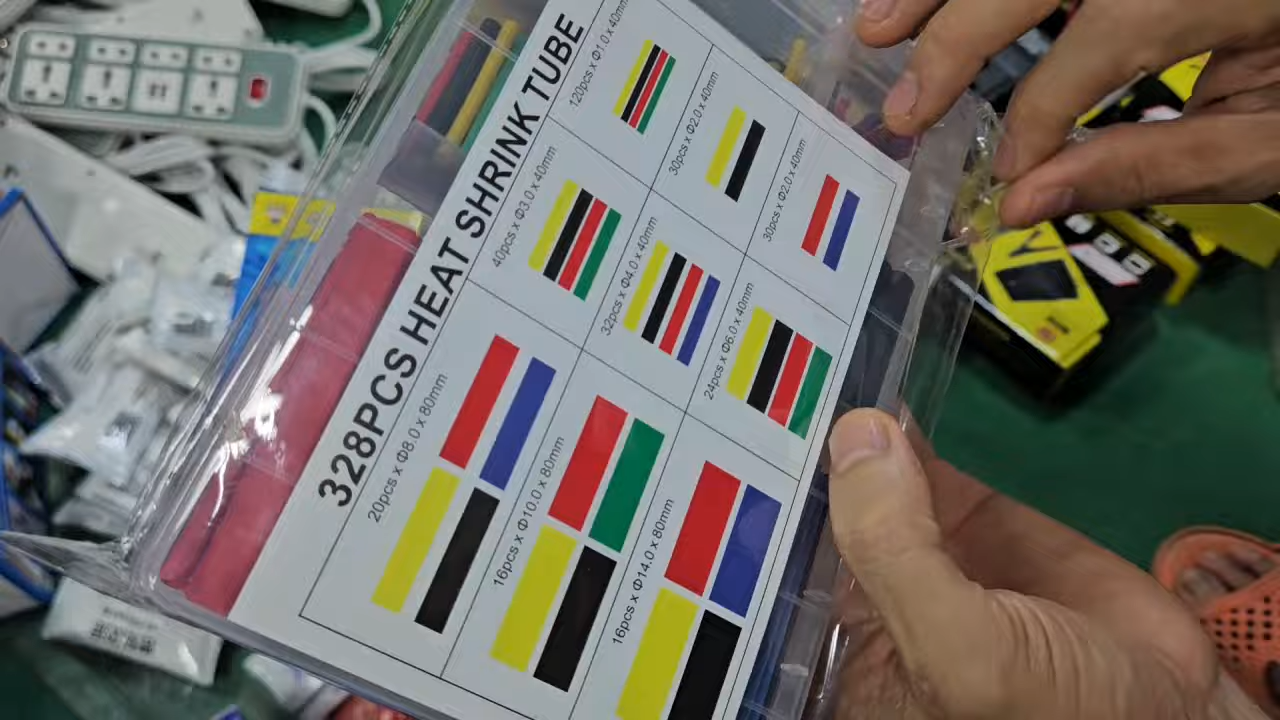 328PCS HEAT SHRINK TUBE
120pcs x Φ1.0 x 40mm
30pcs x Φ2.0 x 40mm
30pcs x Φ2.0 x 40mm
40pcs x Φ3.0 x 40mm
32pcs x Φ4.0 x 40mm
24pcs x Φ6.0 x 40mm
20pcs x Φ8.0 x 80mm
16pcs x Φ10.0 x 80mm
16pcs x Φ14.0 x 80mm